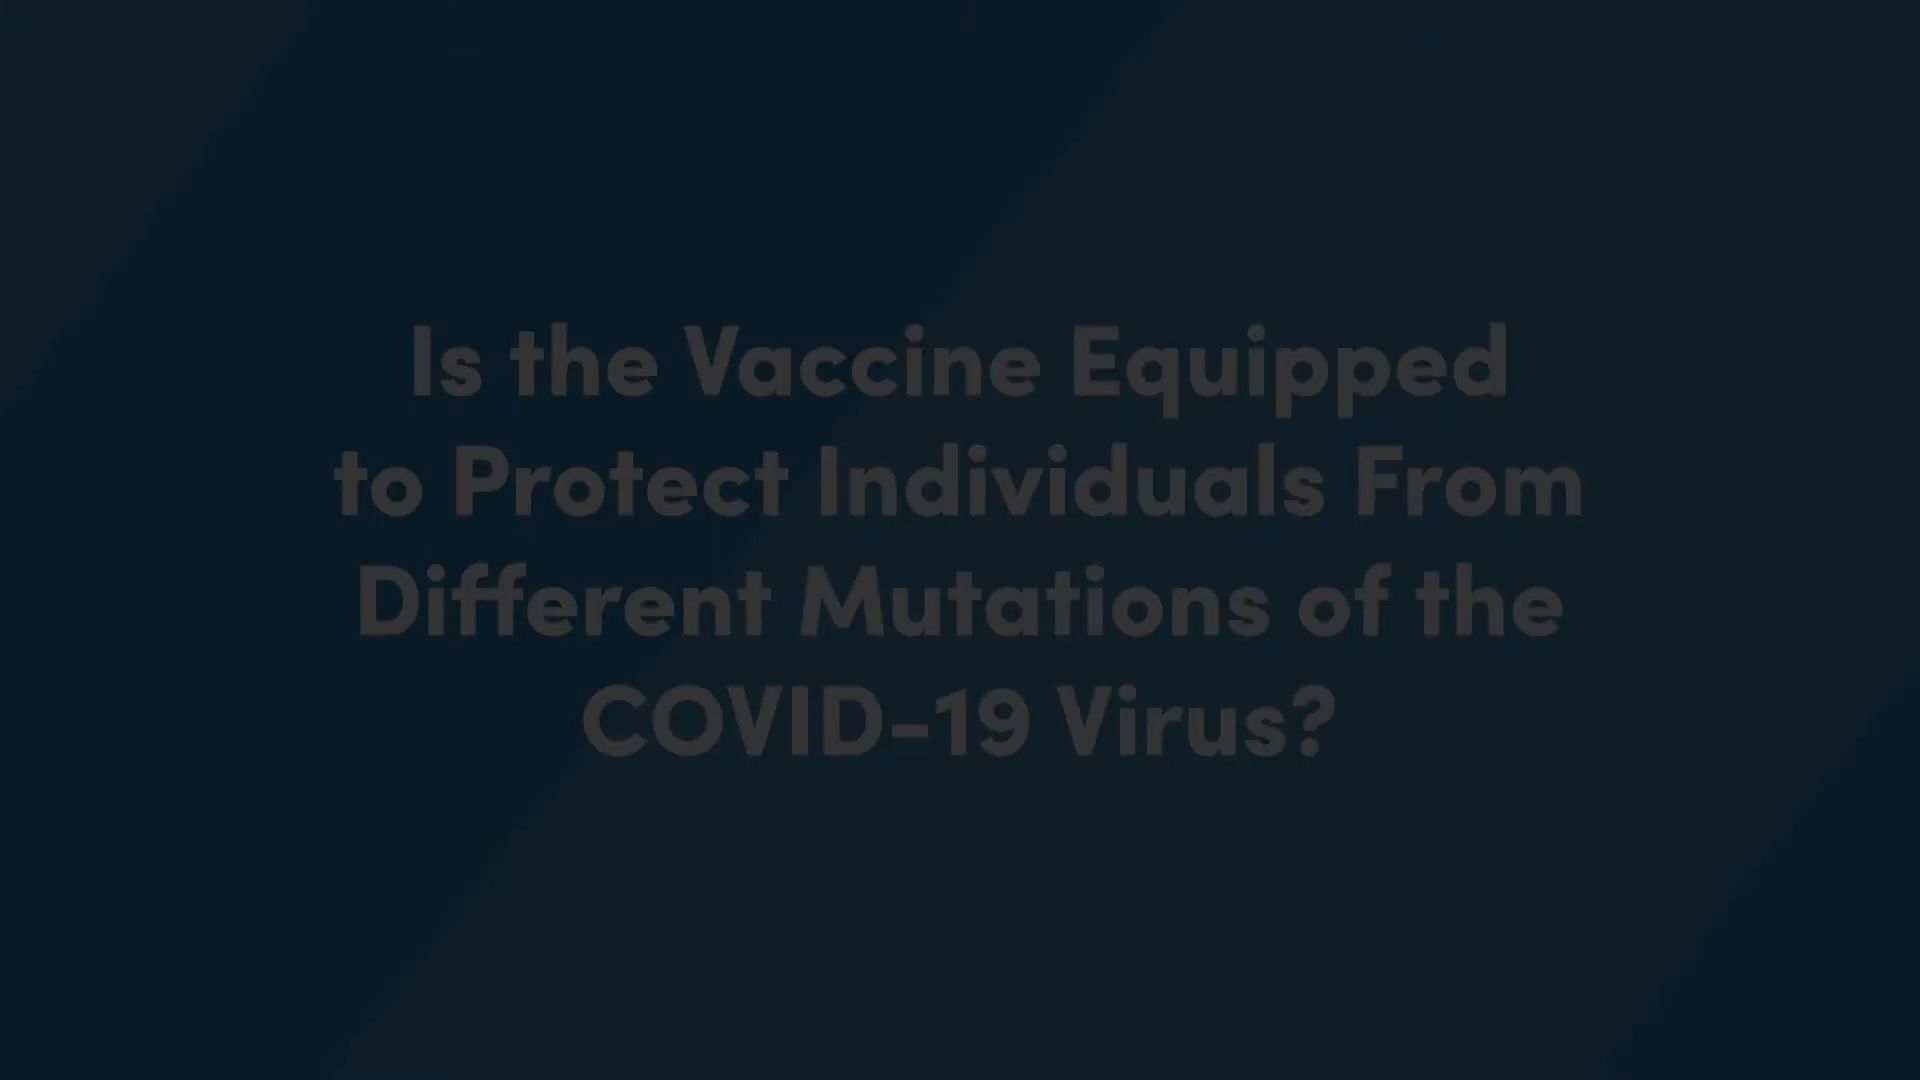 Is the Vaccine Equipped
to Protect Individuals From
Different Mutations of the
COVID-19 Virus?